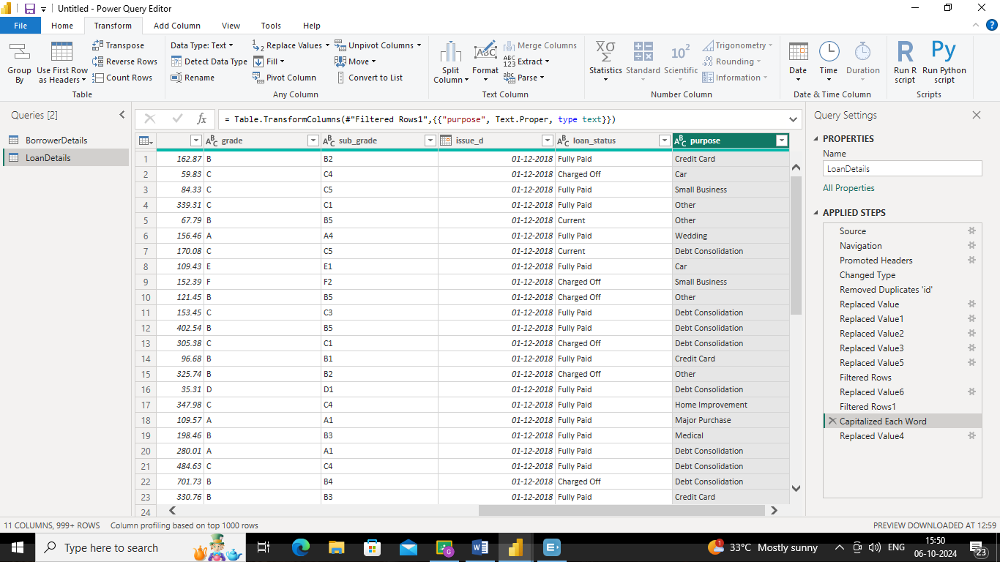 Untitled - Power Query Editor
File Home Transform Add Column View Tools Help
Group By
Use First Row as Headers
Transpose
Reverse Rows
Count Rows
Table
Data Type: Text
Detect Data Type
Rename
1 2 Replace Values
Fill
Pivot Column
Unpivot Columns
Move
Convert to List
Any Column
Split Column
ABC Format
Merge Columns
ABC 123 Extract
abc Parse
Text Column
XΣ Statistics
Standard
10² Scientific
Trigonometry
.00 Rounding
Information
Number Column
Date
Time
Duration
Date & Time Column
R Run R script
Py Run Python script
Scripts
Queries [2]
BorrowerDetails
LoanDetails
fx = Table.TransformColumns(#"Filtered Rows1",{{"purpose", Text.Proper, type text}})
ABC grade ABC sub_grade issue_d ABC loan_status ABC purpose
1 162.87 B B2 01-12-2018 Fully Paid Credit Card
2 59.83 C C4 01-12-2018 Charged Off Car
3 84.33 C C5 01-12-2018 Fully Paid Small Business
4 339.31 C C1 01-12-2018 Fully Paid Other
5 67.79 B B5 01-12-2018 Current Other
6 156.46 A A4 01-12-2018 Fully Paid Wedding
7 170.08 C C5 01-12-2018 Current Debt Consolidation
8 109.43 E E1 01-12-2018 Fully Paid Car
9 152.39 F F2 01-12-2018 Charged Off Small Business
10 121.45 B B5 01-12-2018 Charged Off Other
11 153.45 C C3 01-12-2018 Fully Paid Debt Consolidation
12 402.54 B B5 01-12-2018 Fully Paid Debt Consolidation
13 305.38 C C1 01-12-2018 Charged Off Debt Consolidation
14 96.68 B B1 01-12-2018 Fully Paid Credit Card
15 325.74 B B2 01-12-2018 Charged Off Other
16 35.31 D D1 01-12-2018 Fully Paid Debt Consolidation
17 347.98 C C4 01-12-2018 Fully Paid Home Improvement
18 109.57 A A1 01-12-2018 Fully Paid Major Purchase
19 198.46 B B3 01-12-2018 Fully Paid Medical
20 280.01 A A1 01-12-2018 Fully Paid Debt Consolidation
21 484.63 C C4 01-12-2018 Fully Paid Debt Consolidation
22 701.73 B B4 01-12-2018 Charged Off Debt Consolidation
23 330.76 B B3 01-12-2018 Fully Paid Credit Card
24
Query Settings
PROPERTIES
Name
LoanDetails
All Properties
APPLIED STEPS
Source
Navigation
Promoted Headers
Changed Type
Removed Duplicates 'id'
Replaced Value
Replaced Value1
Replaced Value2
Replaced Value3
Replaced Value5
Filtered Rows
Replaced Value6
Filtered Rows1
Capitalized Each Word
Replaced Value4
11 COLUMNS, 999+ ROWS Column profiling based on top 1000 rows PREVIEW DOWNLOADED AT 12:59
Type here to search
33°C Mostly sunny
ENG
15:50
06-10-2024
23